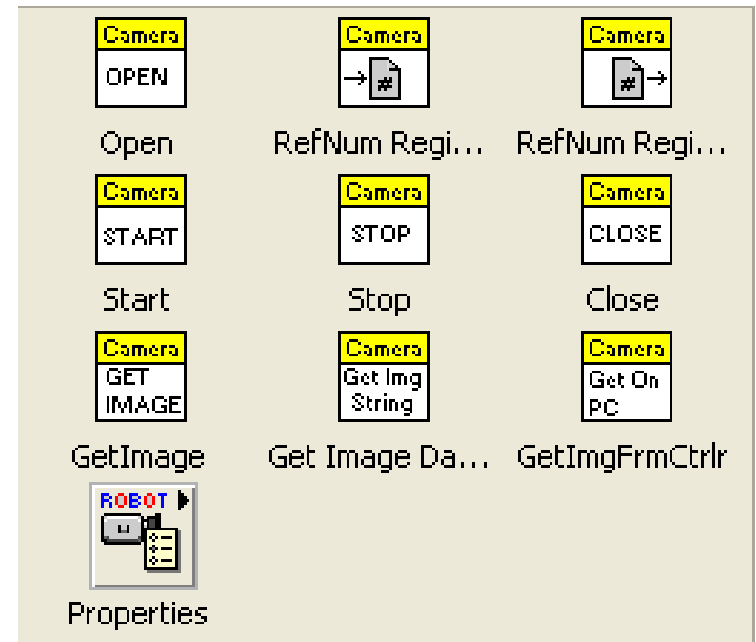 Camera Camera Camera
OPEN # #
Open RefNum Regi... RefNum Regi...
Camera Camera Camera
START STOP CLOSE
Start Stop Close
Camera Camera Camera
GET Get Img Get On
IMAGE String PC
GetImage Get Image Da... GetImgFrmCtrlr
ROBOT
Properties